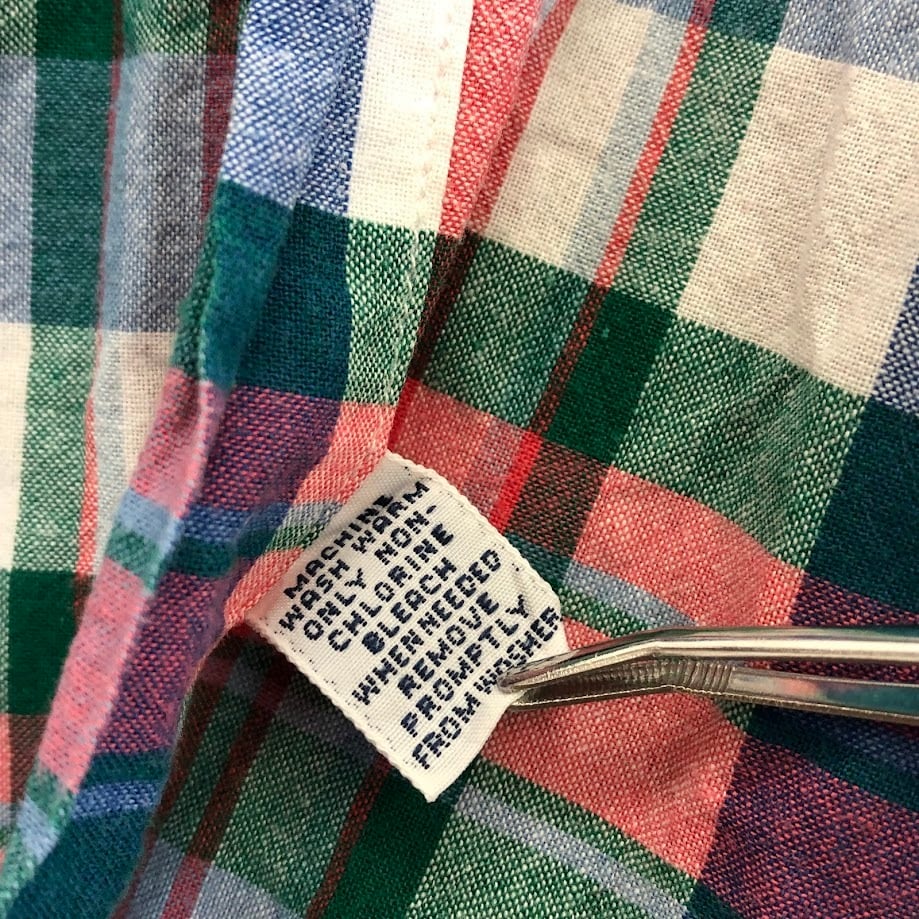 MACHINE
WASH WARM
ONLY NON-
CHLORINE
BLEACH
WHEN NEEDED
REMOVE
PROMPTLY
FROM WASHER